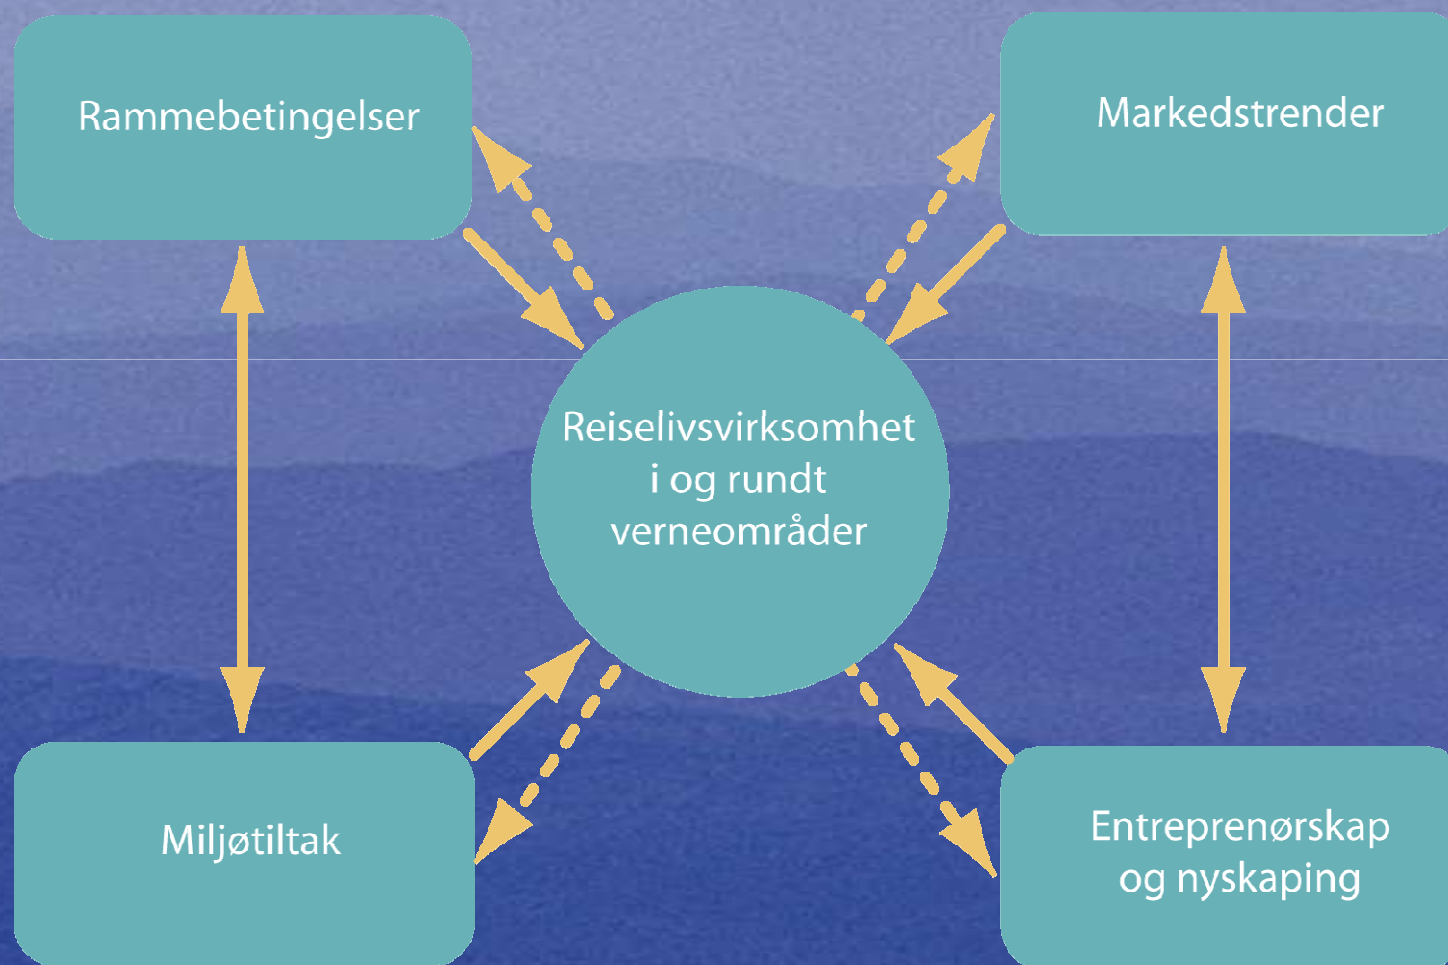 Rammebetingelser
Markedstrender
Reiselivsvirksomhet
i og rundt
verneområder
Miljøtiltak
Entreprenørskap
og nyskaping